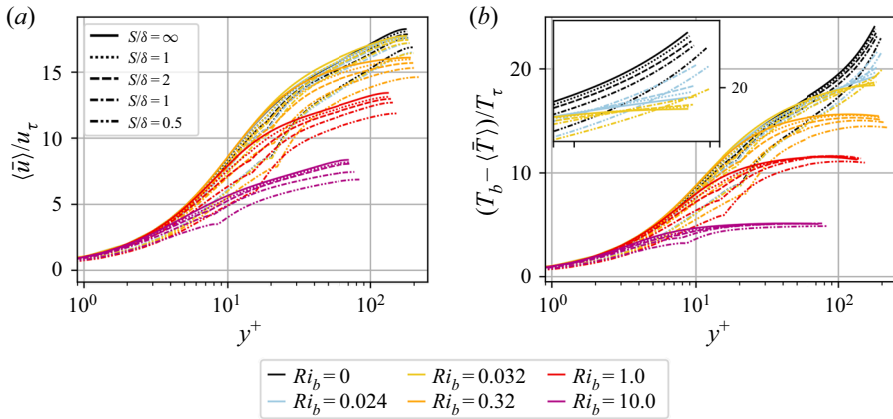 (a)
(b)
⟨ū⟩/u_τ
15
10
5
0
S/δ = ∞
S/δ = 1
S/δ = 2
S/δ = 1
S/δ = 0.5
10^0
10^1
10^2
y^+
(T_b − ⟨T̄⟩)/T_τ
20
10
0
20
10^0
10^1
10^2
y^+
Ri_b = 0
Ri_b = 0.032
Ri_b = 1.0
Ri_b = 0.024
Ri_b = 0.32
Ri_b = 10.0